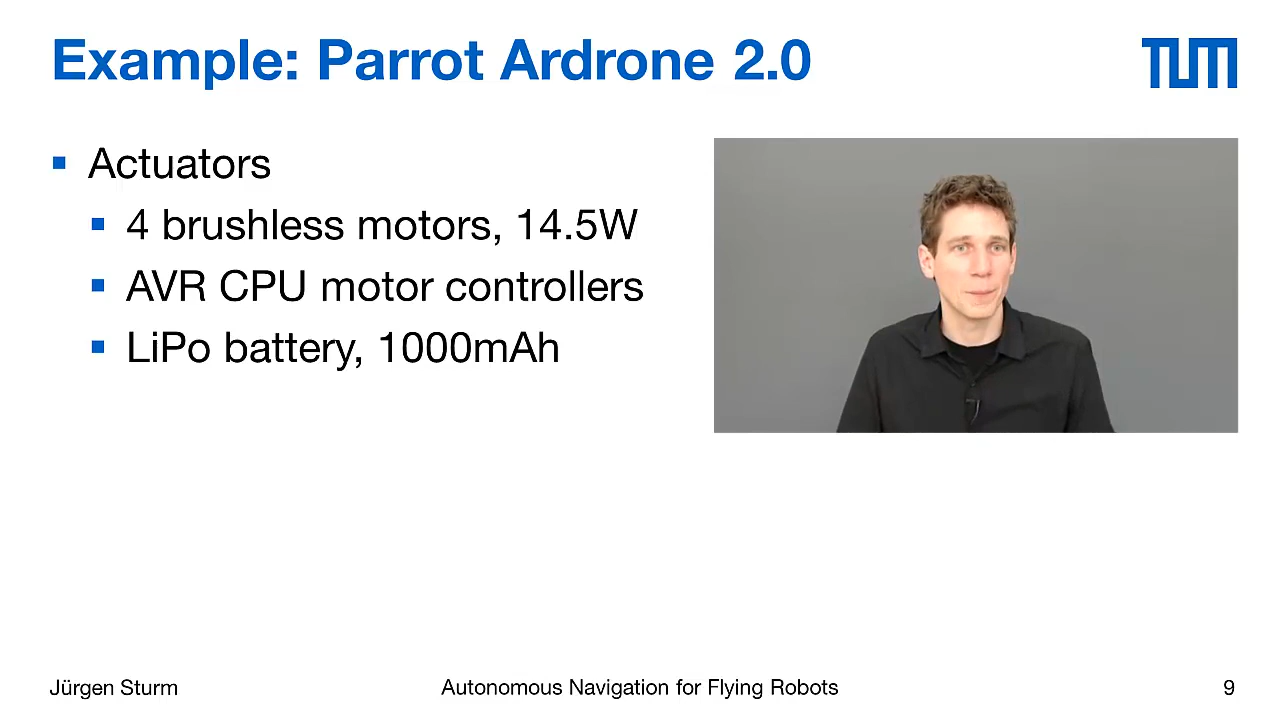 Example: Parrot Ardrone 2.0
TUM
Actuators
4 brushless motors, 14.5W
AVR CPU motor controllers
LiPo battery, 1000mAh
Jürgen Sturm
Autonomous Navigation for Flying Robots
9